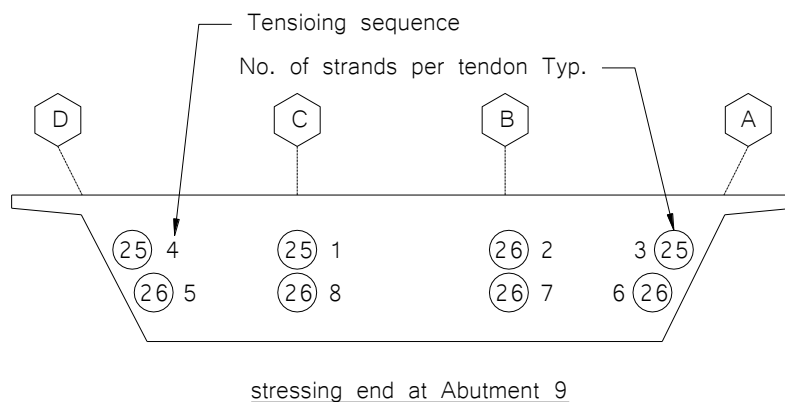 Tensioing sequence
No. of strands per tendon Typ.
D C B A
25 4 25 1 26 2 3 25
26 5 26 8 26 7 6 26
stressing end at Abutment 9